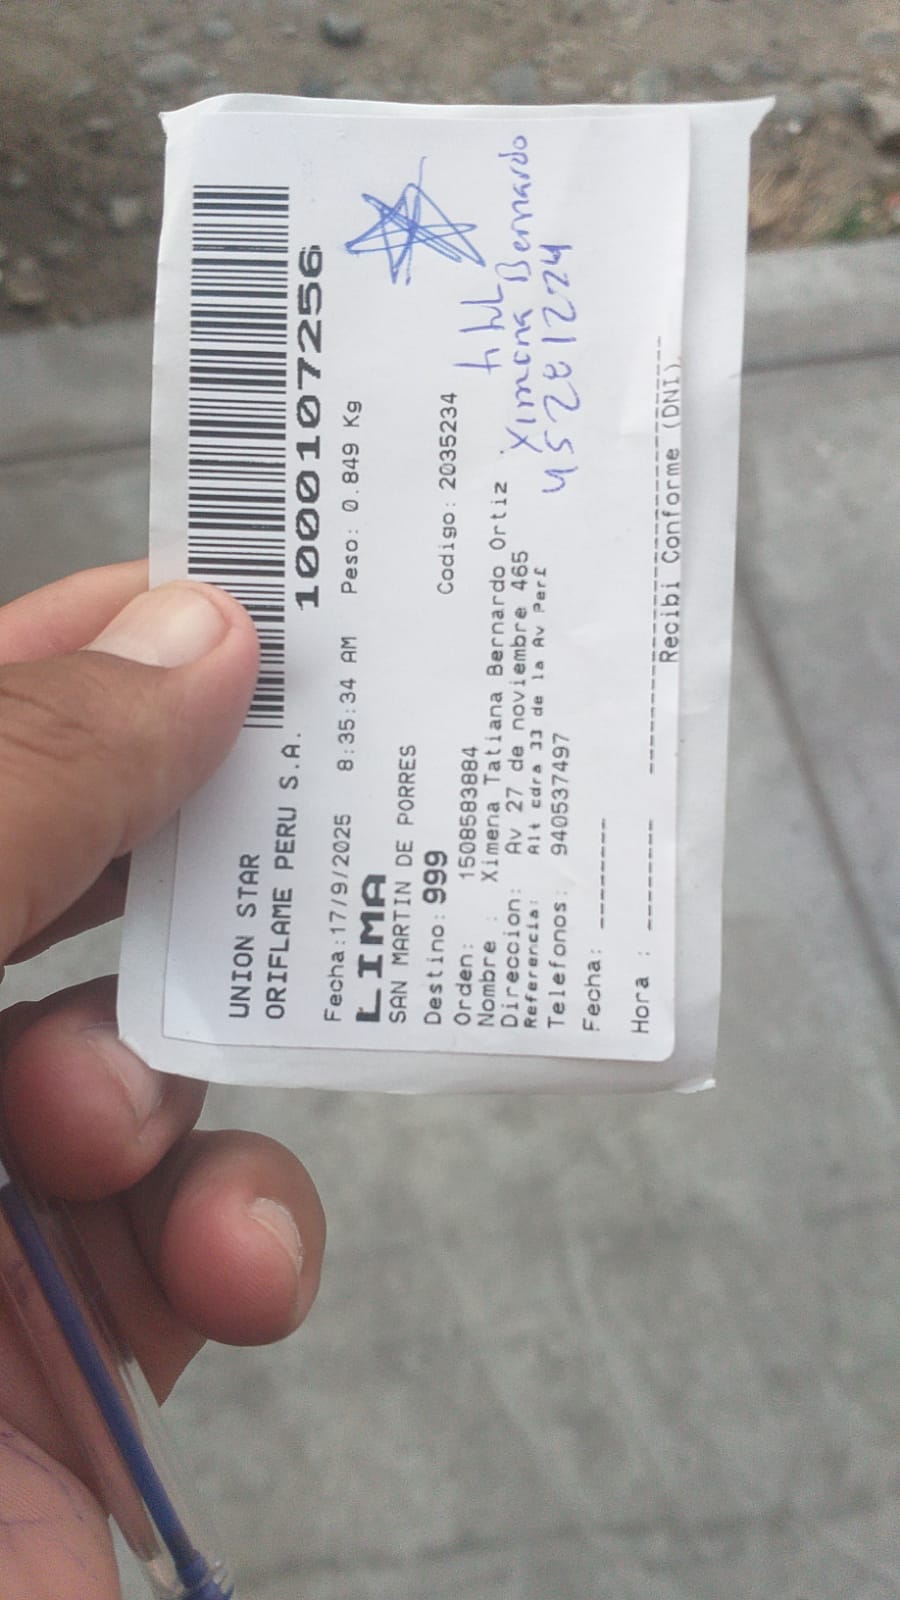 UNION STAR
ORIFLAME PERU S.A.
1000107256
Fecha:17/9/2025 8:35:34 AM Peso: 0.849 Kg
LIMA
SAN MARTIN DE PORRES
Destino: 999
Orden: 1508583884 Codigo: 2035234
Nombre : Ximena Tatiana Bernardo Ortiz
Direccion: Av 27 de noviembre 465
Referencia: Alt cdra 33 de la Av Per£
Telefonos: 940537497
Ximena Bernardo
45281224
Fecha: --------
Hora : --------
Recibi Conforme (DNI)